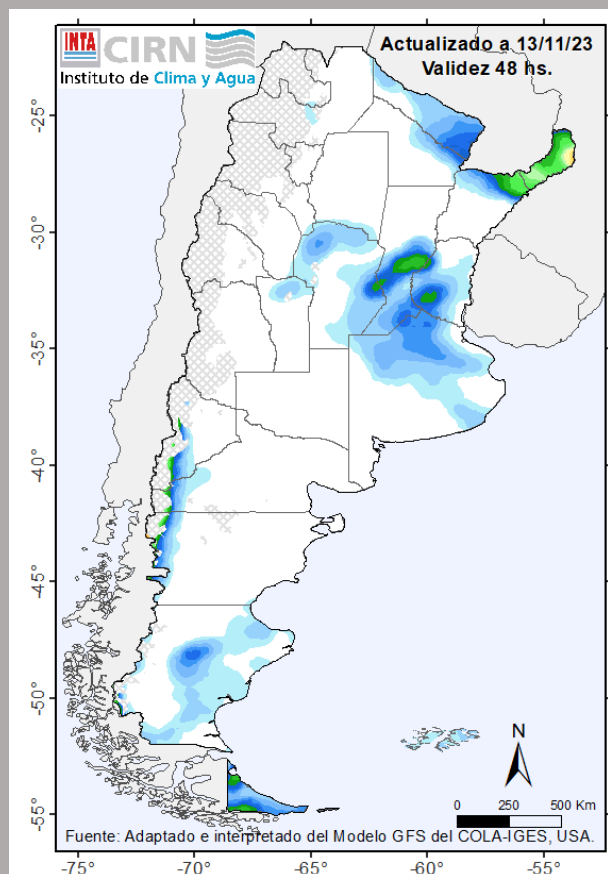 INTA CIRN
Instituto de Clima y Agua
Actualizado a 13/11/23
Validez 48 hs.
-25°
-30°
-35°
-40°
-45°
-50°
-55°
N
0 250 500 Km
Fuente: Adaptado e interpretado del Modelo GFS del COLA-IGES, USA.
-75° -70° -65° -60° -55°